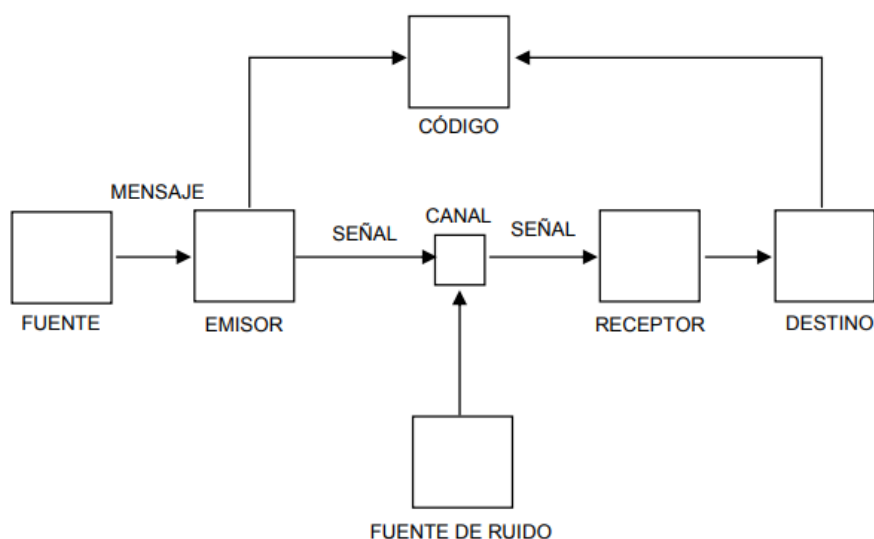 CÓDIGO
MENSAJE
SEÑAL
CANAL
SEÑAL
FUENTE
EMISOR
RECEPTOR
DESTINO
FUENTE DE RUIDO